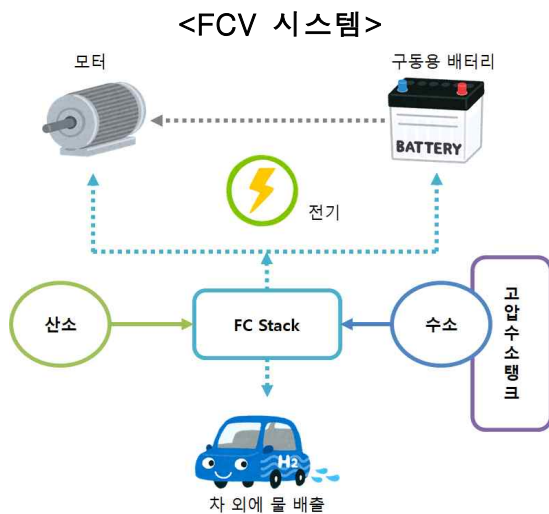 <FCV 시스템>
모터
구동용 배터리
BATTERY
전기
산소
FC Stack
수소
고압수소탱크
H2
차 외에 물 배출